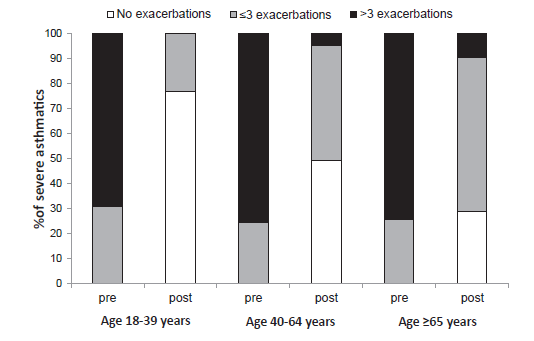 No exacerbations ≤3 exacerbations >3 exacerbations
%of severe asthmatics
100
90
80
70
60
50
40
30
20
10
0
pre post pre post pre post
Age 18-39 years Age 40-64 years Age ≥65 years